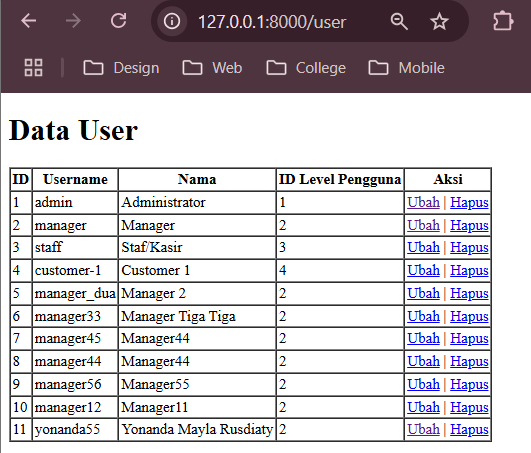 127.0.0.1:8000/user
Design Web College Mobile
Data User
ID Username Nama ID Level Pengguna Aksi
1 admin Administrator 1 Ubah | Hapus
2 manager Manager 2 Ubah | Hapus
3 staff Staf/Kasir 3 Ubah | Hapus
4 customer-1 Customer 1 4 Ubah | Hapus
5 manager_dua Manager 2 2 Ubah | Hapus
6 manager33 Manager Tiga Tiga 2 Ubah | Hapus
7 manager45 Manager44 2 Ubah | Hapus
8 manager44 Manager44 2 Ubah | Hapus
9 manager56 Manager55 2 Ubah | Hapus
10 manager12 Manager11 2 Ubah | Hapus
11 yonanda55 Yonanda Mayla Rusdiaty 2 Ubah | Hapus